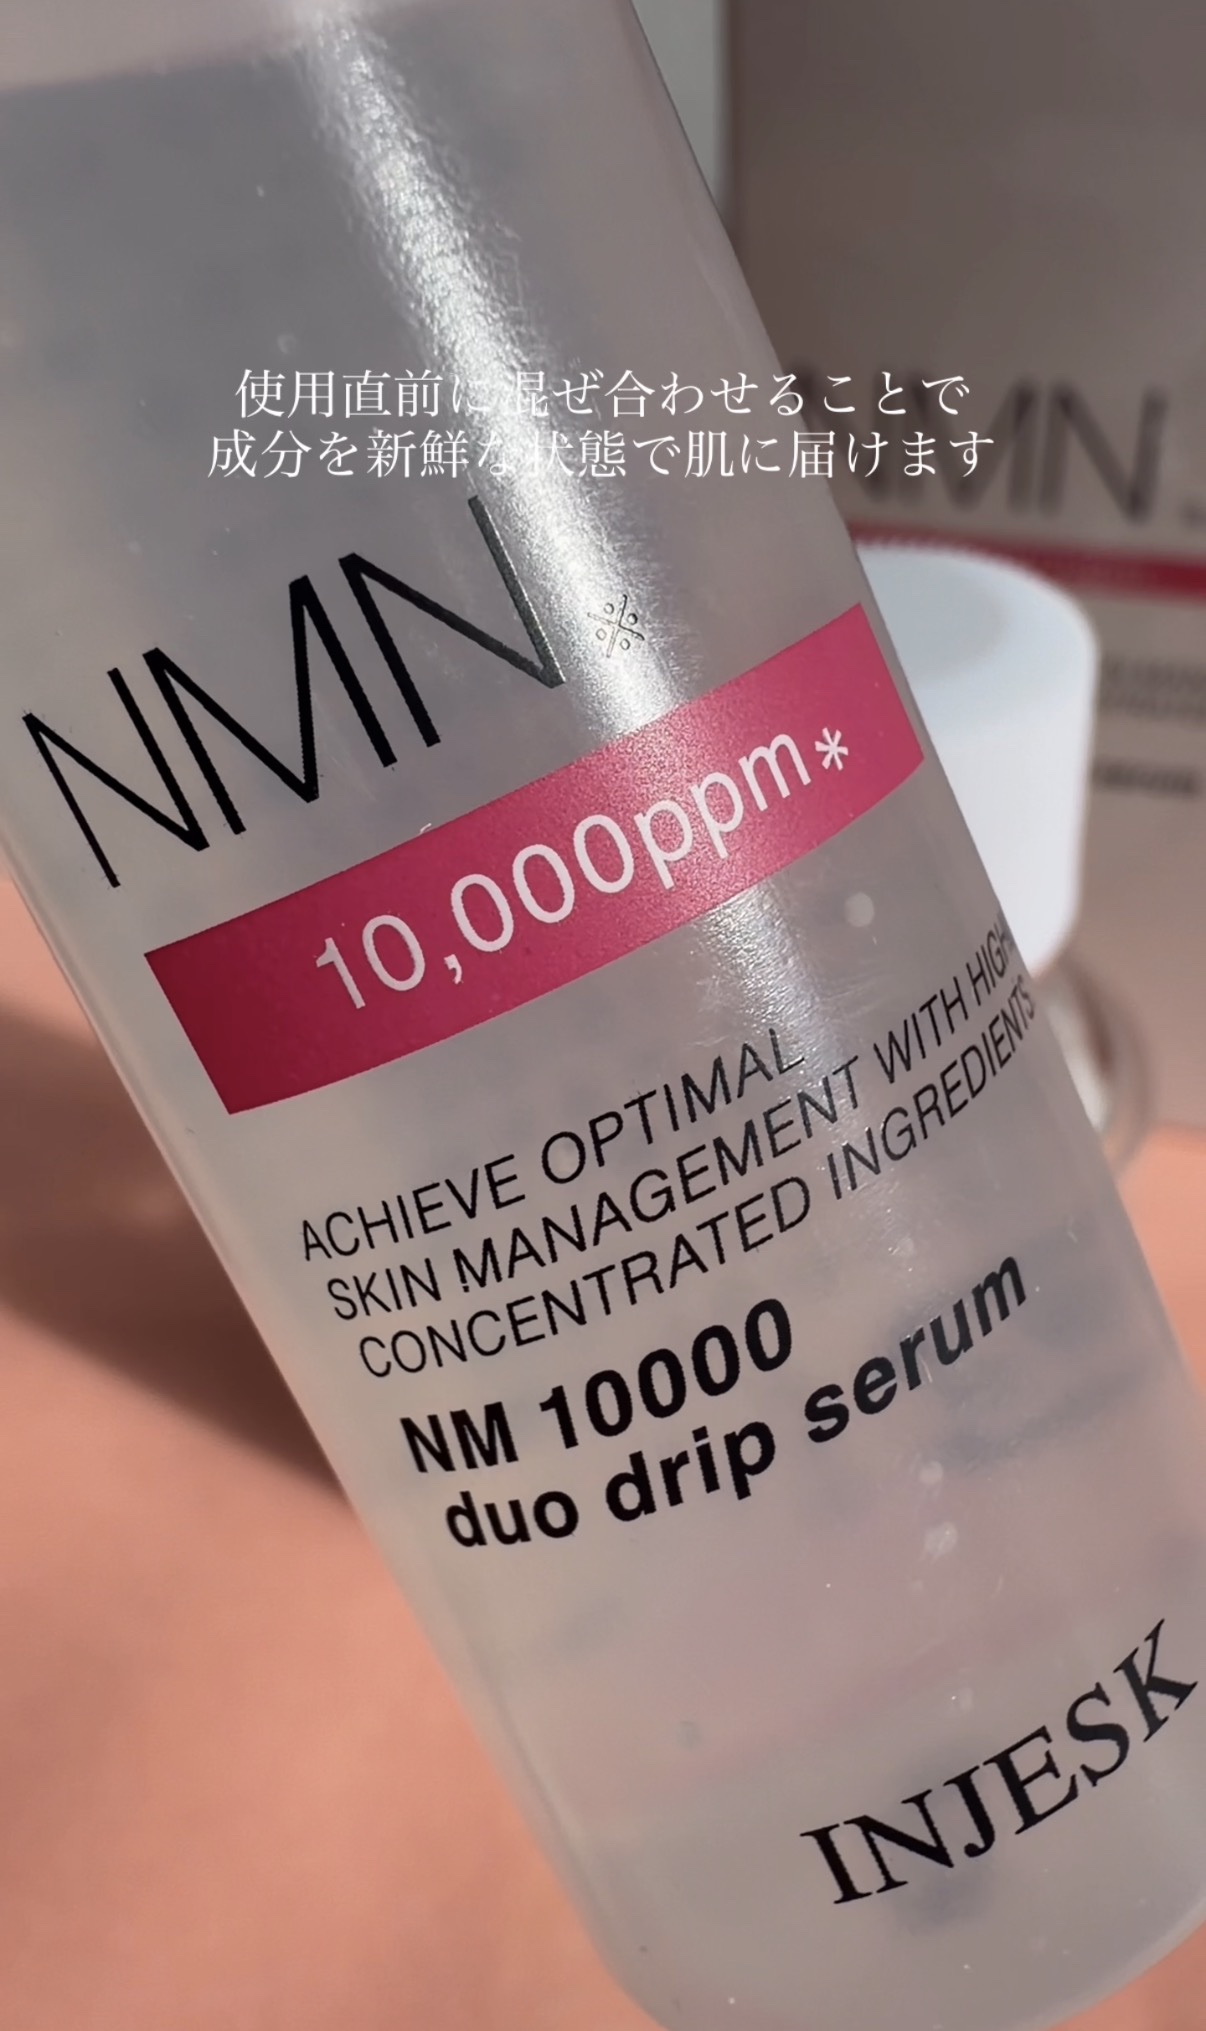 使用直前に混ぜ合わせることで
成分を新鮮な状態で肌に届けます
NMN※
10,000ppm*
ACHIEVE OPTIMAL
SKIN MANAGEMENT WITH HIGH
CONCENTRATED INGREDIENTS
NM 10000
duo drip serum
INJESK
NMN